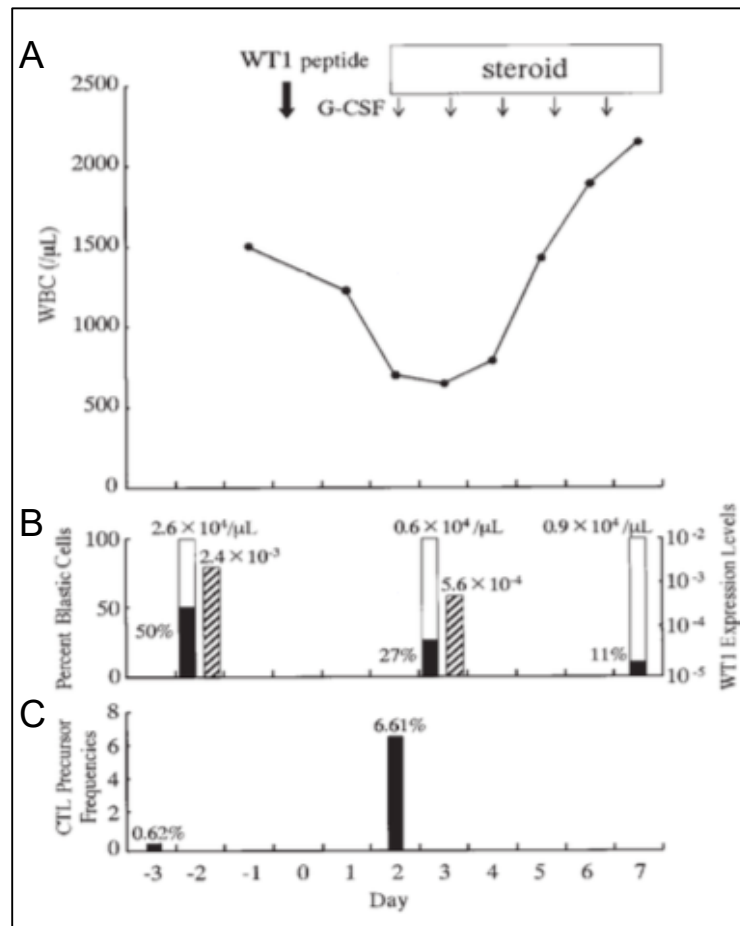 A
WT1 peptide
steroid
G-CSF
2500
2000
1500
1000
500
0
WBC (/μL)
B
2.6 × 10⁴/μL
0.6 × 10⁴/μL
0.9 × 10⁴/μL
100
50
0
Percent Blastic Cells
2.4 × 10⁻³
5.6 × 10⁻⁴
50%
27%
11%
10⁻²
10⁻³
10⁻⁴
10⁻⁵
WT1 Expression Levels
C
8
6
4
2
0
CTL Precursor
Frequencies
0.62%
6.61%
-3 -2 -1 0 1 2 3 4 5 6 7
Day